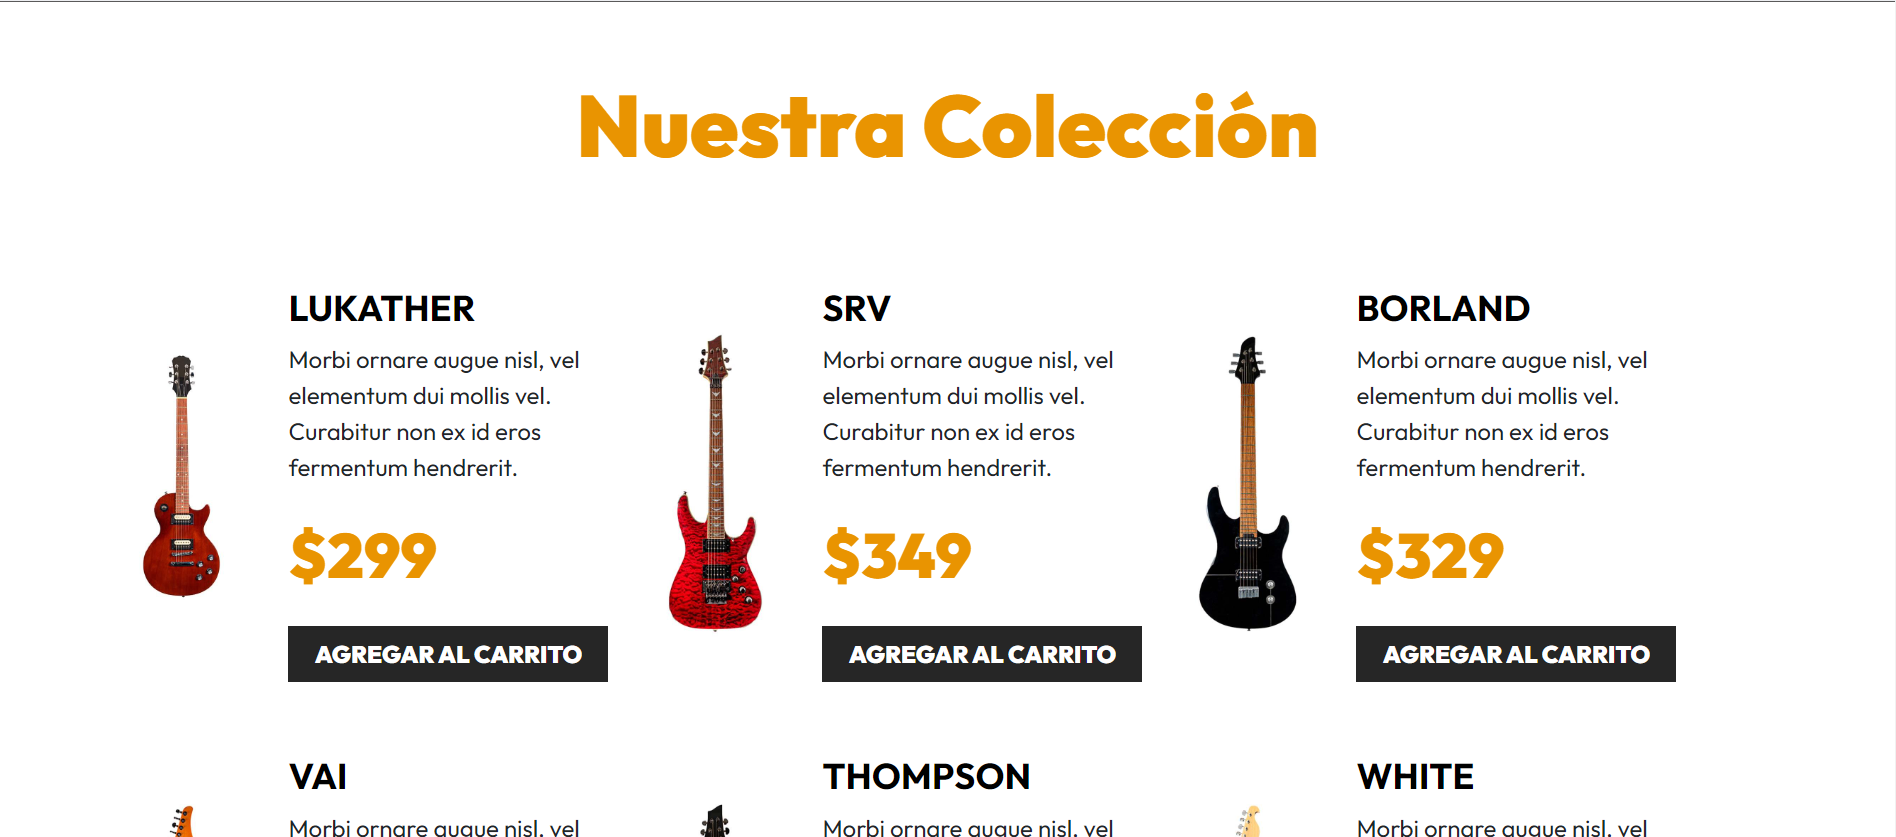 Nuestra Colección
LUKATHER
Morbi ornare augue nisl, vel
elementum dui mollis vel.
Curabitur non ex id eros
fermentum hendrerit.
$299
AGREGAR AL CARRITO
SRV
Morbi ornare augue nisl, vel
elementum dui mollis vel.
Curabitur non ex id eros
fermentum hendrerit.
$349
AGREGAR AL CARRITO
BORLAND
Morbi ornare augue nisl, vel
elementum dui mollis vel.
Curabitur non ex id eros
fermentum hendrerit.
$329
AGREGAR AL CARRITO
VAI
Morbi ornare augue nisl, vel
THOMPSON
Morbi ornare augue nisl, vel
WHITE
Morbi ornare augue nisl, vel